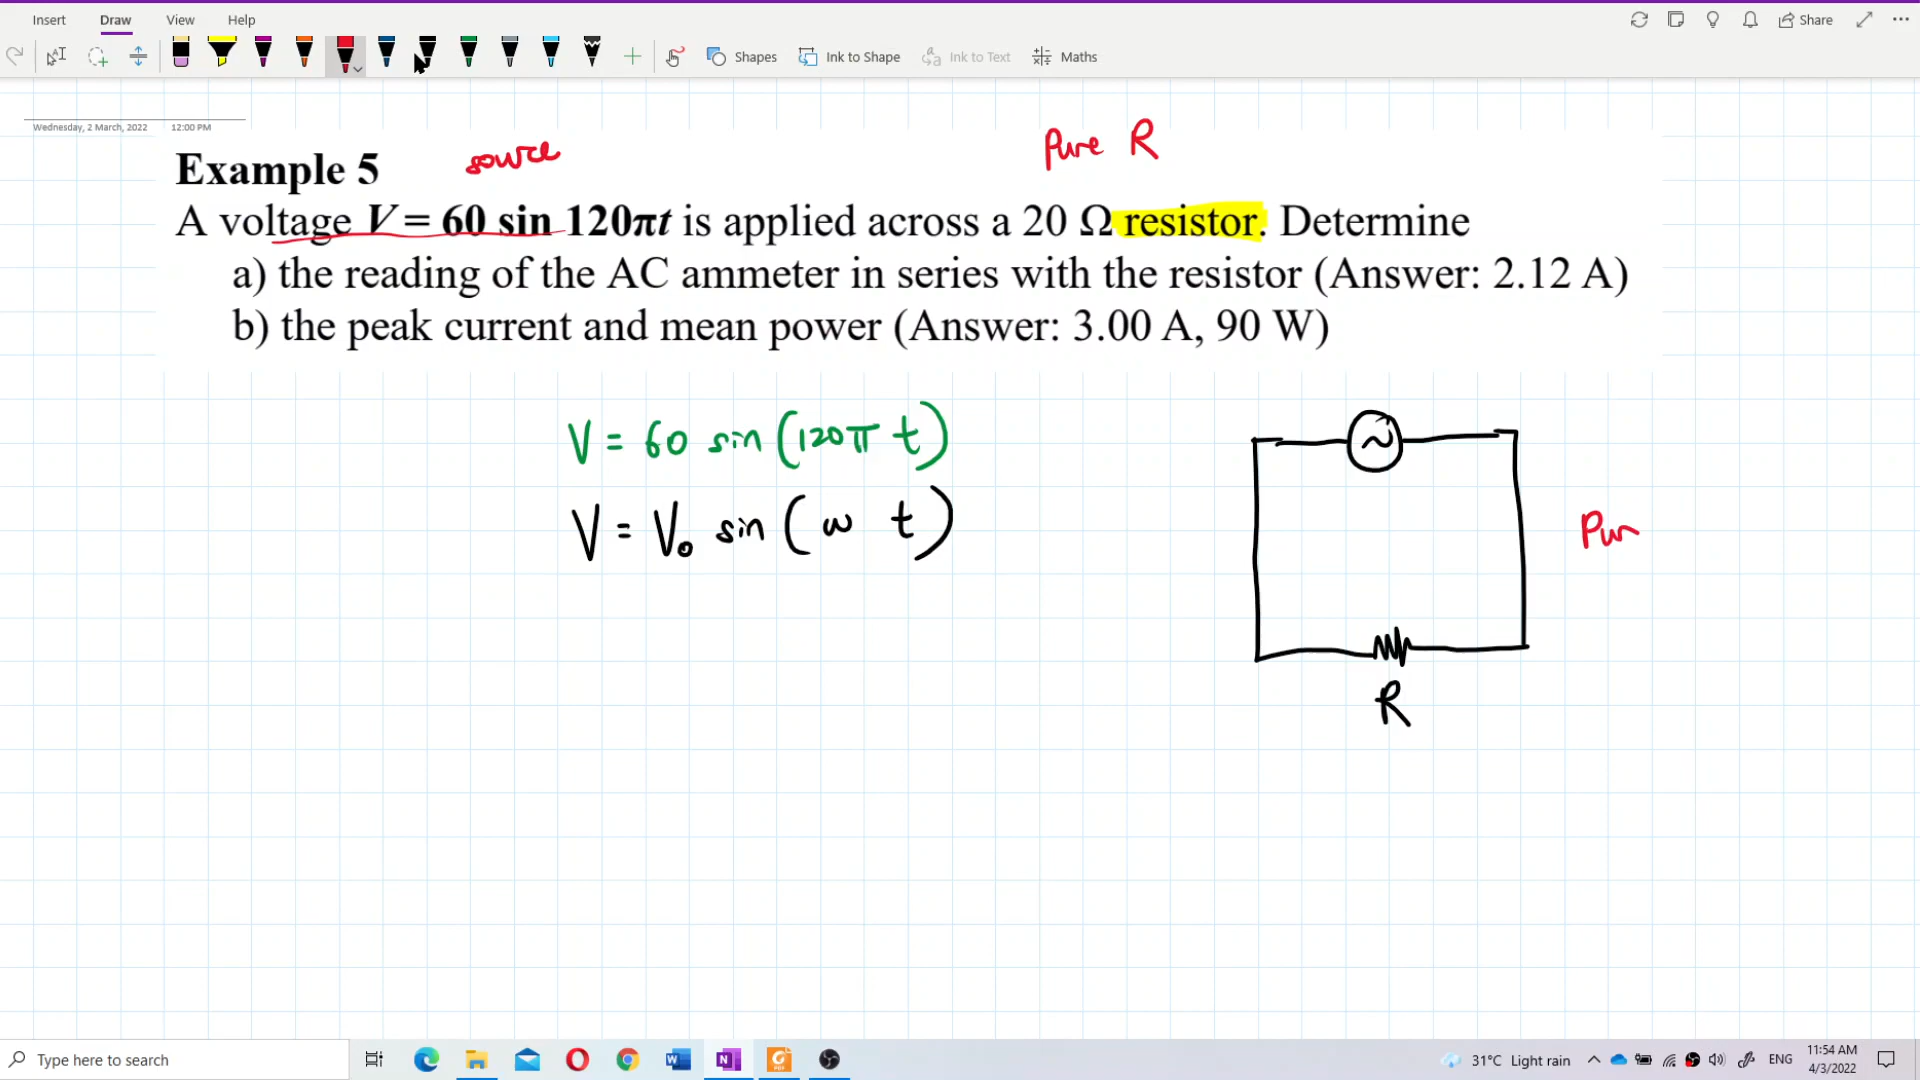 Insert Draw View Help Share
Shapes Ink to Shape Ink to Text Maths
Wednesday, 2 March, 2022 12:00 PM
Pure R
Example 5 source
A voltage V = 60 sin 120πt is applied across a 20 Ω resistor. Determine
a) the reading of the AC ammeter in series with the resistor (Answer: 2.12 A)
b) the peak current and mean power (Answer: 3.00 A, 90 W)
V = 60 sin (120π t)
V = V₀ sin (ω t)
Pur
R
Type here to search 31°C Light rain ENG 11:54 AM
4/3/2022